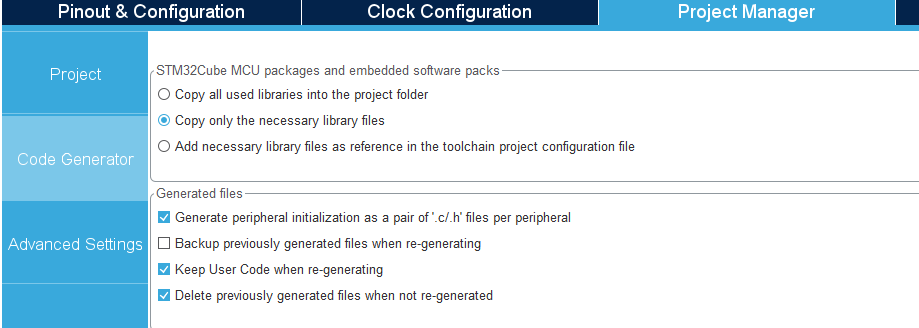 Pinout & Configuration
Clock Configuration
Project Manager
Project
Code Generator
Advanced Settings
STM32Cube MCU packages and embedded software packs
Copy all used libraries into the project folder
Copy only the necessary library files
Add necessary library files as reference in the toolchain project configuration file
Generated files
Generate peripheral initialization as a pair of '.c/.h' files per peripheral
Backup previously generated files when re-generating
Keep User Code when re-generating
Delete previously generated files when not re-generated